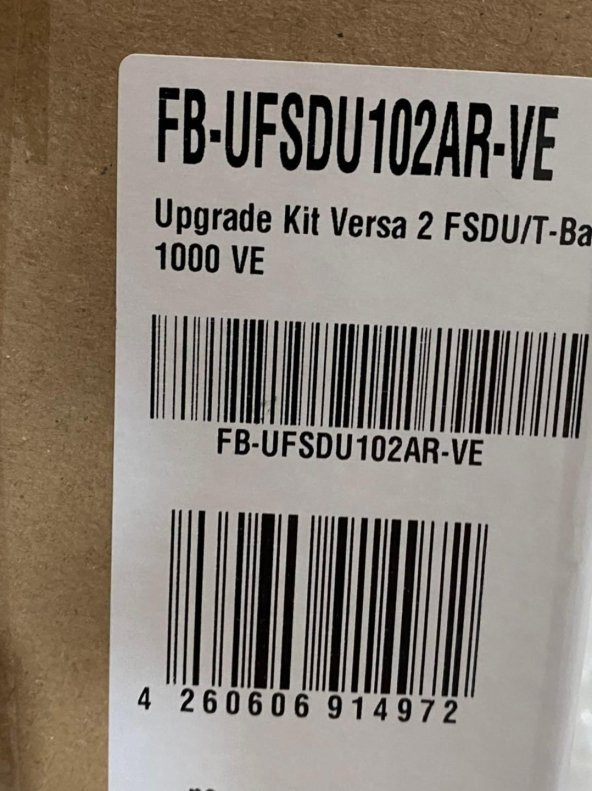 FB-UFSDU102AR-VE
Upgrade Kit Versa 2 FSDU/T-Ba
1000 VE
FB-UFSDU102AR-VE
4 260606 914972